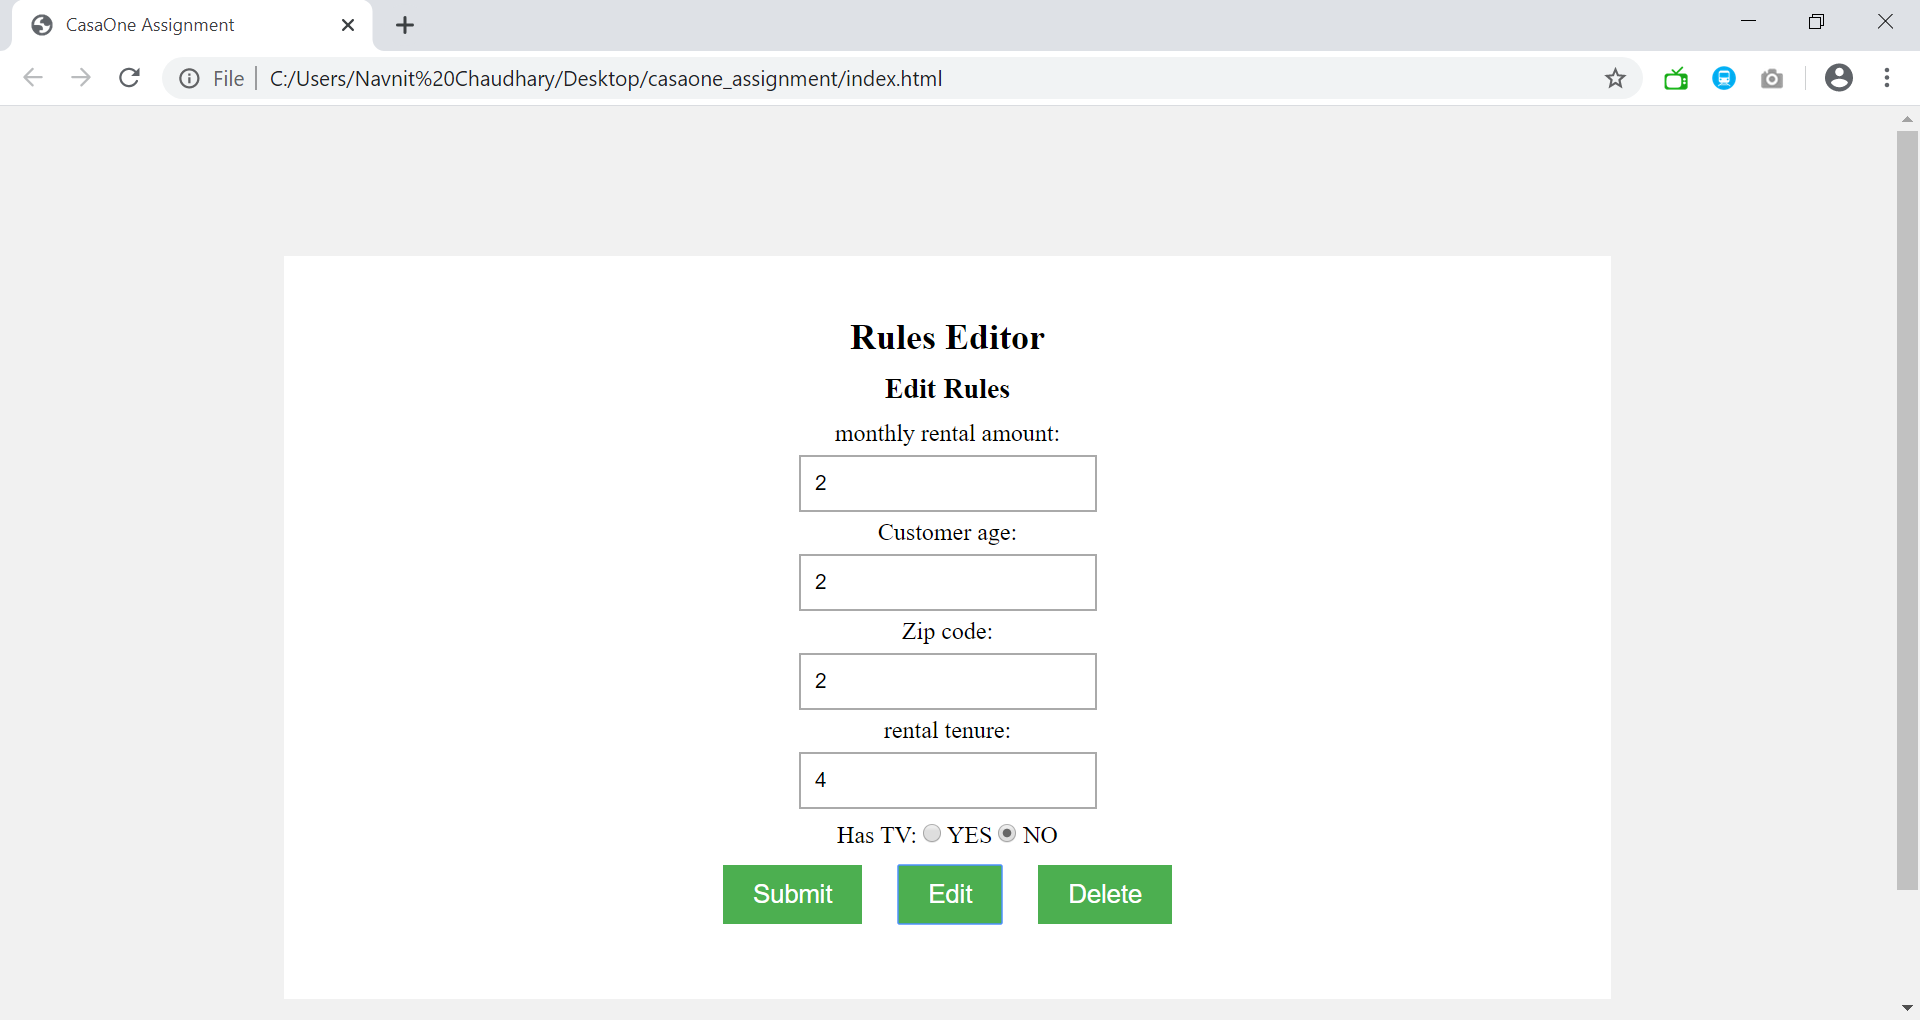 CasaOne Assignment
File C:/Users/Navnit%20Chaudhary/Desktop/casaone_assignment/index.html
Rules Editor
Edit Rules
monthly rental amount:
2
Customer age:
2
Zip code:
2
rental tenure:
4
Has TV: YES NO
Submit Edit Delete